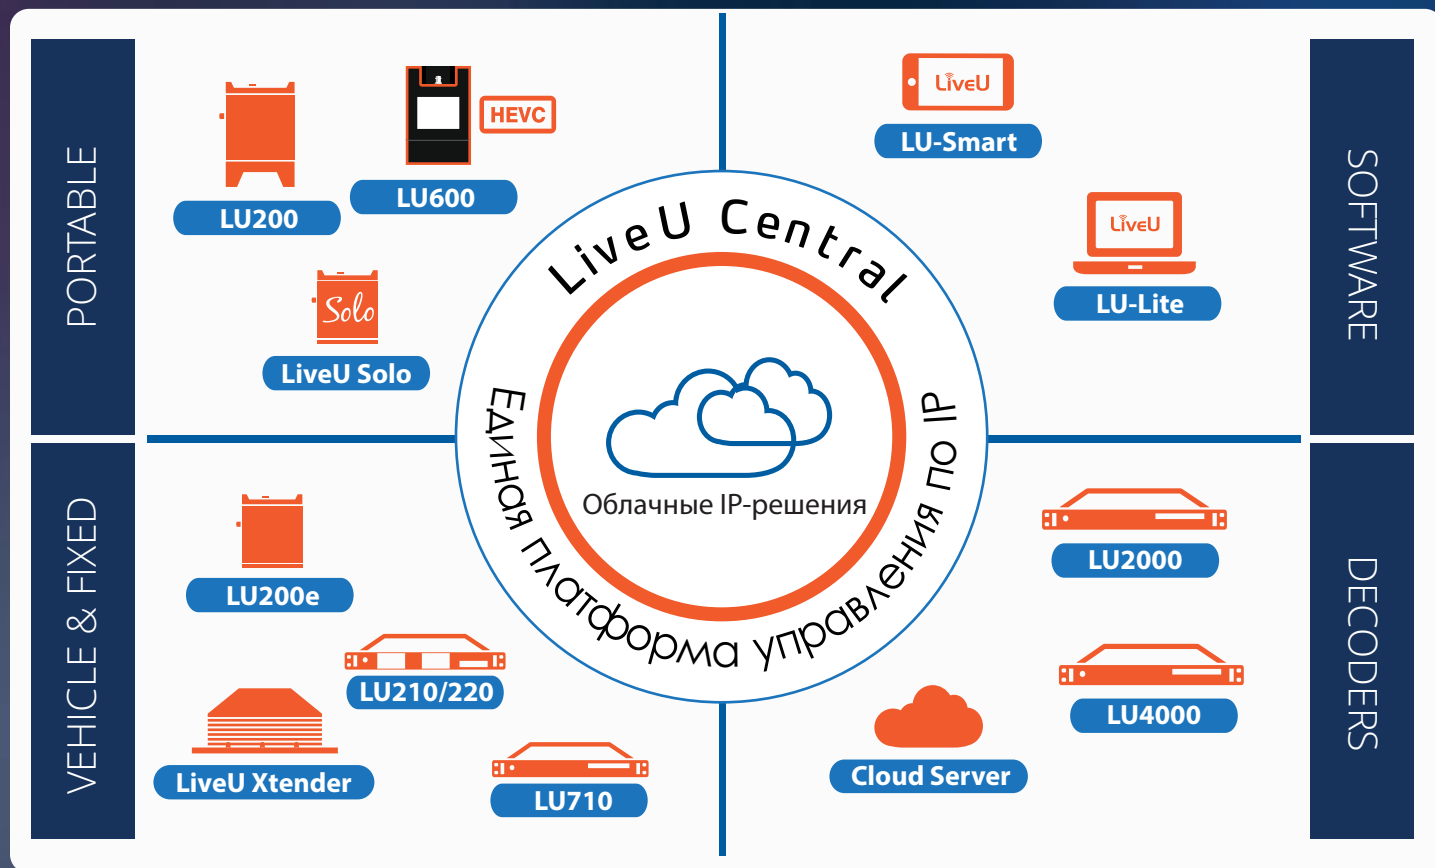 PORTABLE
LU200
HEVC
LU600
Solo
LiveU Solo
LiveU
LU-Smart
LiveU
LU-Lite
SOFTWARE
LiveU Central
Облачные IP-решения
Единая платформа управления по IP
VEHICLE & FIXED
LU200e
LU210/220
LiveU Xtender
LU710
LU2000
LU4000
Cloud Server
DECODERS